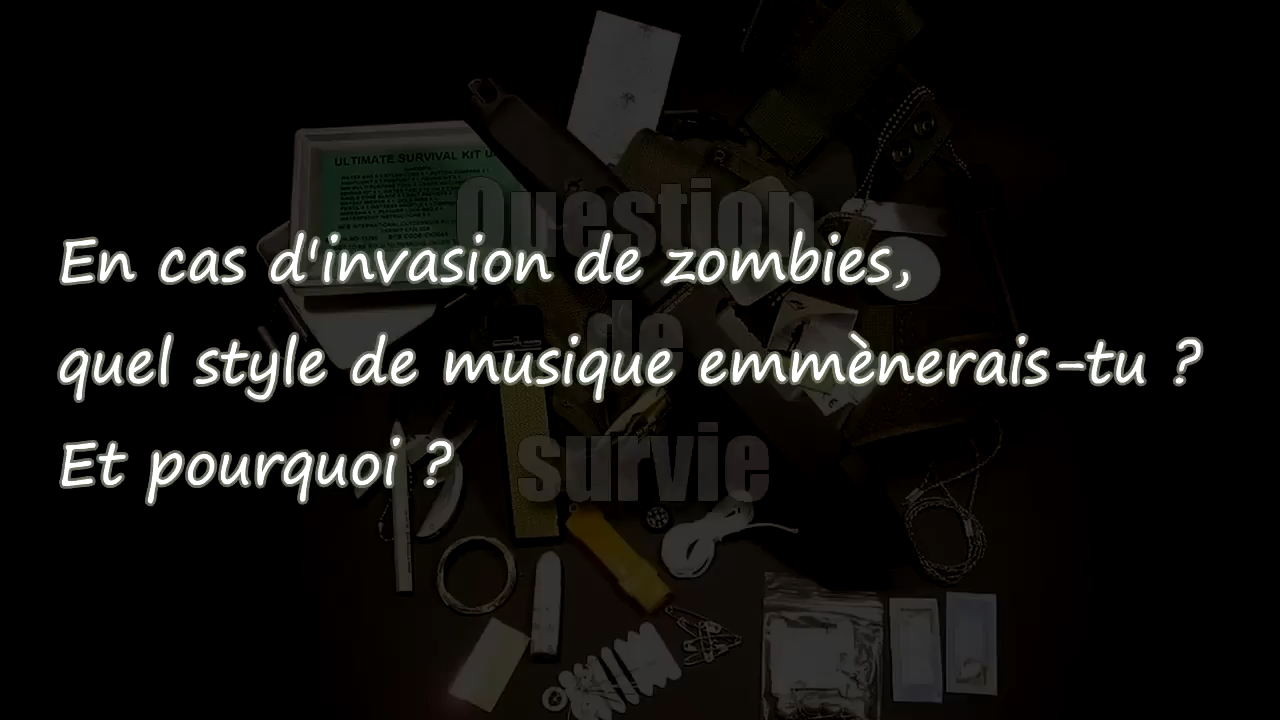 ULTIMATE SURVIVAL KIT
Question
de
survie
En cas d'invasion de zombies,
quel style de musique emmènerais-tu ?
Et pourquoi ?